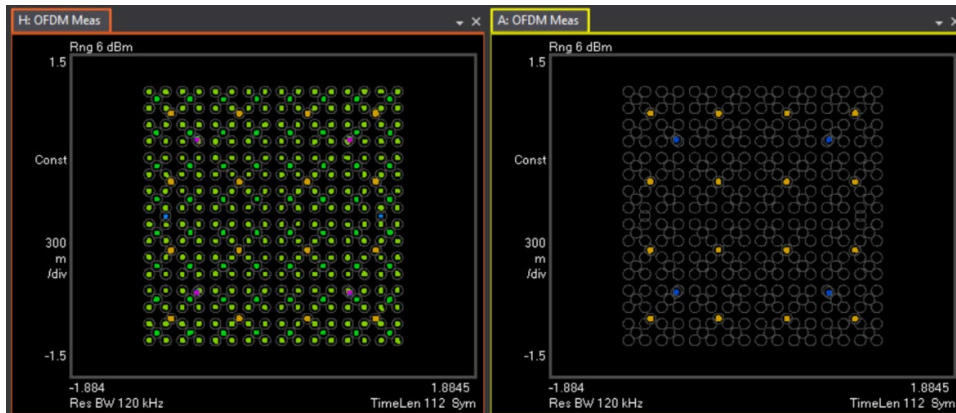 H: OFDM Meas
Rng 6 dBm
1.5
Const
300
m
/div
-1.5
-1.884
1.8845
Res BW 120 kHz
TimeLen 112 Sym
A: OFDM Meas
Rng 6 dBm
1.5
Const
300
m
/div
-1.5
-1.884
1.8845
Res BW 120 kHz
TimeLen 112 Sym